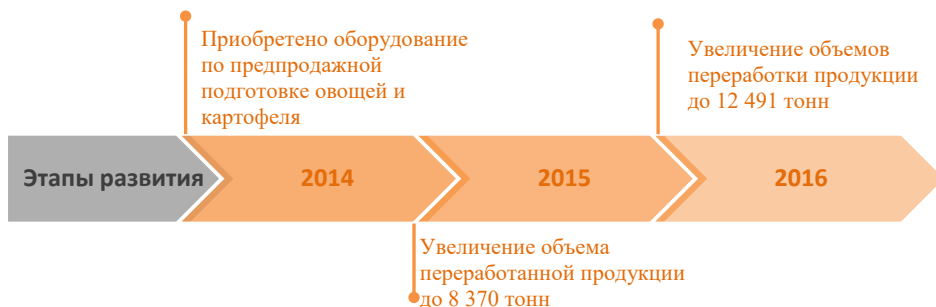 Приобретено оборудование
по предпродажной
подготовке овощей и
картофеля
Увеличение объемов
переработки продукции
до 12 491 тонн
Этапы развития
2014
2015
2016
Увеличение объема
переработанной продукции
до 8 370 тонн